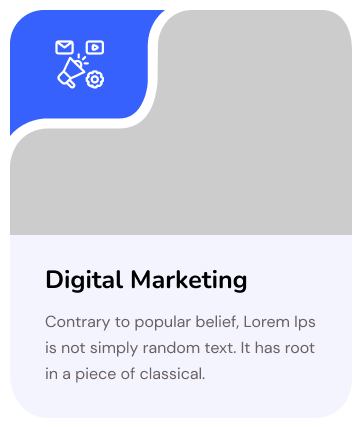 Digital Marketing
Contrary to popular belief, Lorem Ips
is not simply random text. It has root
in a piece of classical.